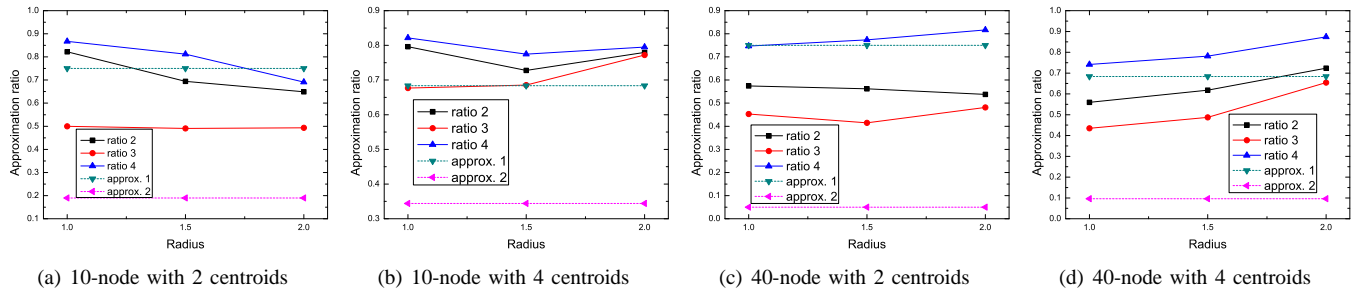 1.0
0.9
0.8
0.7
0.6
0.5
0.4
0.3
0.2
0.1
Approximation ratio
ratio 2
ratio 3
ratio 4
approx. 1
approx. 2
1.0 1.5 2.0
Radius
(a) 10-node with 2 centroids
0.9
0.8
0.7
0.6
0.5
0.4
0.3
Approximation ratio
ratio 2
ratio 3
ratio 4
approx. 1
approx. 2
1.0 1.5 2.0
Radius
(b) 10-node with 4 centroids
0.9
0.8
0.7
0.6
0.5
0.4
0.3
0.2
0.1
0.0
Approximation ratio
ratio 2
ratio 3
ratio 4
approx. 1
approx. 2
1.0 1.5 2.0
Radius
(c) 40-node with 2 centroids
1.0
0.9
0.8
0.7
0.6
0.5
0.4
0.3
0.2
0.1
0.0
Approximation ratio
ratio 2
ratio 3
ratio 4
approx. 1
approx. 2
1.0 1.5 2.0
Radius
(d) 40-node with 4 centroids